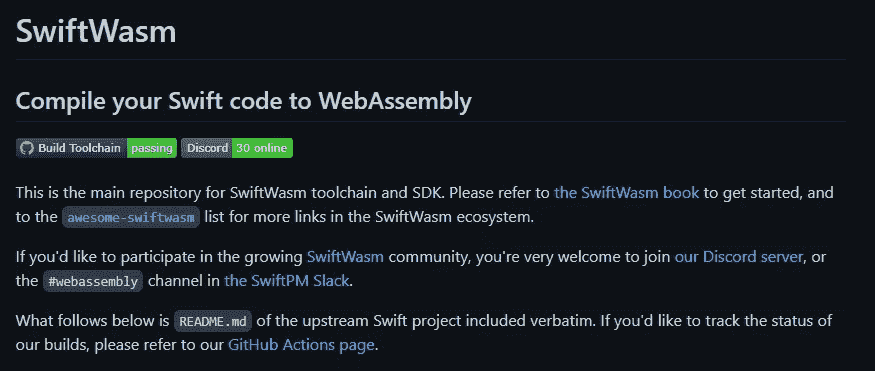 SwiftWasm
Compile your Swift code to WebAssembly
Build Toolchain passing Discord 30 online
This is the main repository for SwiftWasm toolchain and SDK. Please refer to the SwiftWasm book to get started, and
to the awesome-swiftwasm list for more links in the SwiftWasm ecosystem.
If you'd like to participate in the growing SwiftWasm community, you're very welcome to join our Discord server, or
the #webassembly channel in the SwiftPM Slack.
What follows below is README.md of the upstream Swift project included verbatim. If you'd like to track the status of
our builds, please refer to our GitHub Actions page.